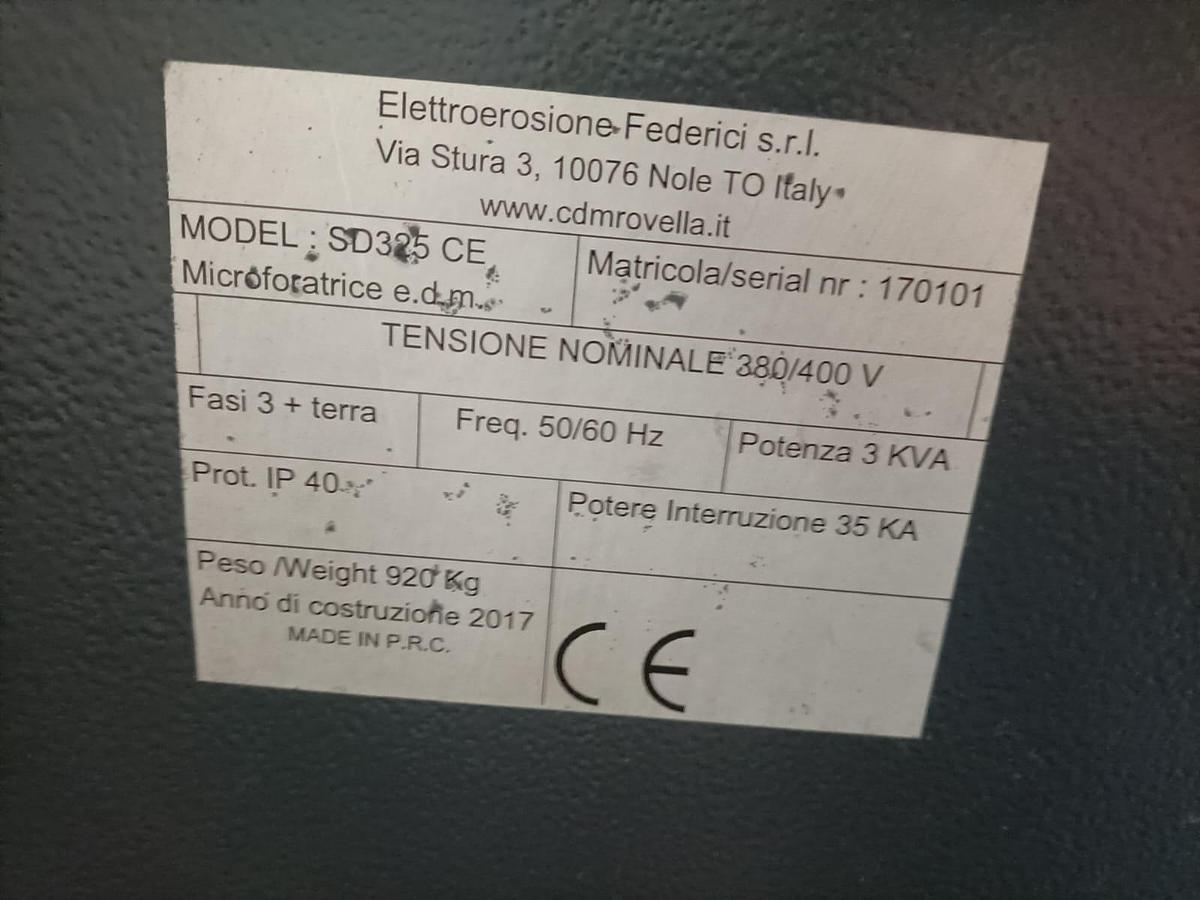 Elettroerosione Federici s.r.l.
Via Stura 3, 10076 Nole TO Italy
www.cdmrovella.it
MODEL : SD325 CE
Microforatrice e.d.m.
Matricola/serial nr : 170101
TENSIONE NOMINALE 380/400 V
Fasi 3 + terra
Freq. 50/60 Hz
Potenza 3 KVA
Prot. IP 40
Potere Interruzione 35 KA
Peso /Weight 920 Kg
Anno di costruzione 2017
MADE IN P.R.C.
CE